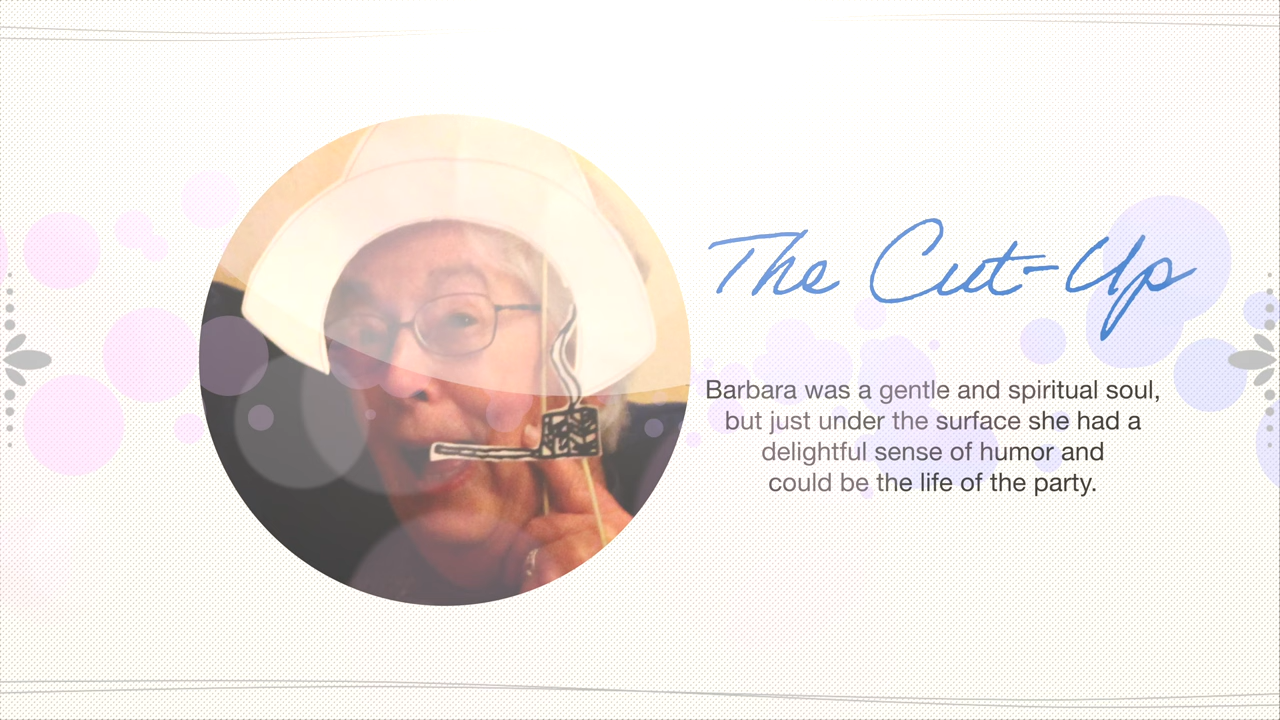 The Cut-Up
Barbara was a gentle and spiritual soul,
but just under the surface she had a
delightful sense of humor and
could be the life of the party.